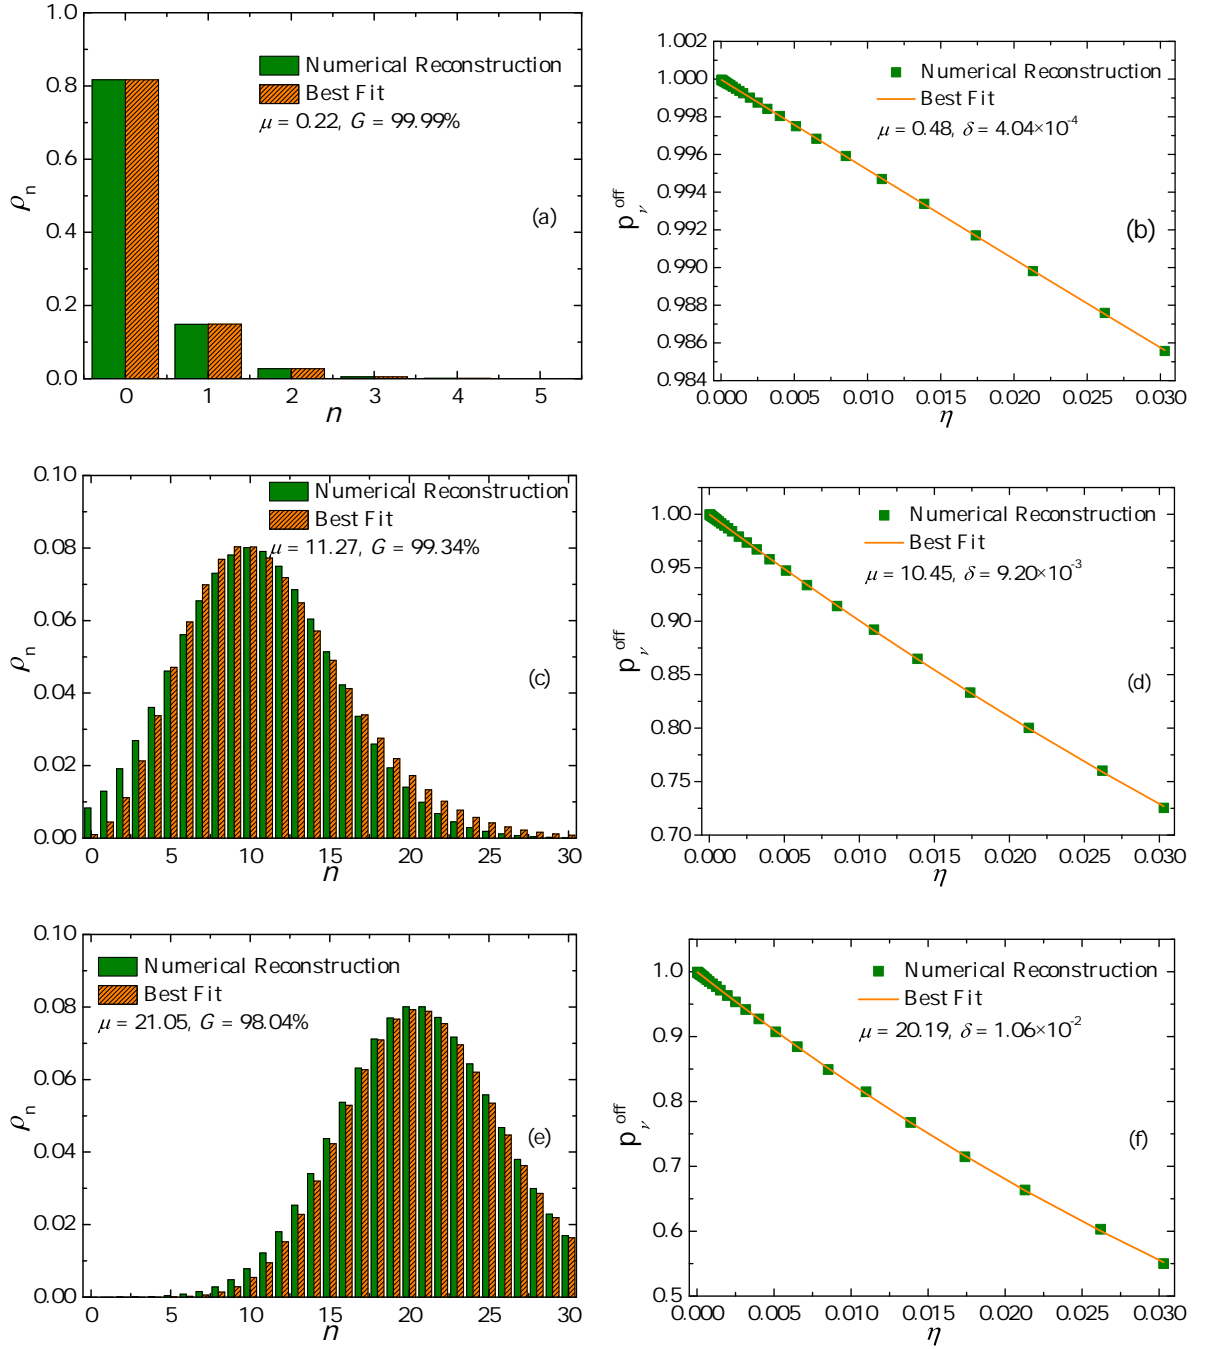 1.0
0.8
0.6
0.4
0.2
0.0
ρn
Numerical Reconstruction
Best Fit
μ = 0.22, G = 99.99%
(a)
0 1 2 3 4 5
n
1.002
1.000
0.998
0.996
0.994
0.992
0.990
0.988
0.986
0.984
p_ν^off
Numerical Reconstruction
Best Fit
μ = 0.48, δ = 4.04×10⁻⁴
(b)
0.000 0.005 0.010 0.015 0.020 0.025 0.030
η
0.10
0.08
0.06
0.04
0.02
0.00
ρn
Numerical Reconstruction
Best Fit
μ = 11.27, G = 99.34%
(c)
0 5 10 15 20 25 30
n
1.00
0.95
0.90
0.85
0.80
0.75
0.70
p_ν^off
Numerical Reconstruction
Best Fit
μ = 10.45, δ = 9.20×10⁻³
(d)
0.000 0.005 0.010 0.015 0.020 0.025 0.030
η
0.10
0.08
0.06
0.04
0.02
0.00
ρn
Numerical Reconstruction
Best Fit
μ = 21.05, G = 98.04%
(e)
0 5 10 15 20 25 30
n
1.0
0.9
0.8
0.7
0.6
0.5
p_ν^off
Numerical Reconstruction
Best Fit
μ = 20.19, δ = 1.06×10⁻²
(f)
0.000 0.005 0.010 0.015 0.020 0.025 0.030
η